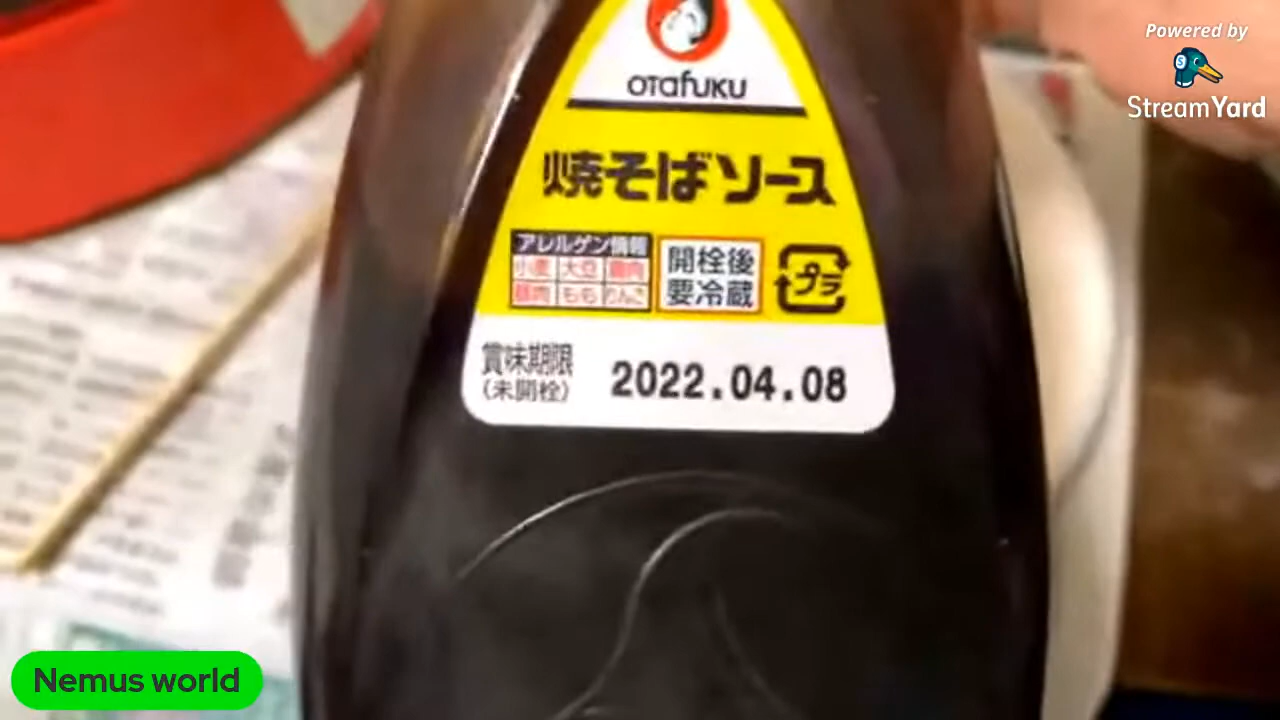 Powered by
StreamYard
OTafuKU
焼そばソース
アレルゲン情報
小麦 大豆 鶏肉
豚肉 もも りんご
開栓後
要冷蔵
プラ
賞味期限
(未開栓)
2022.04.08
Nemus world